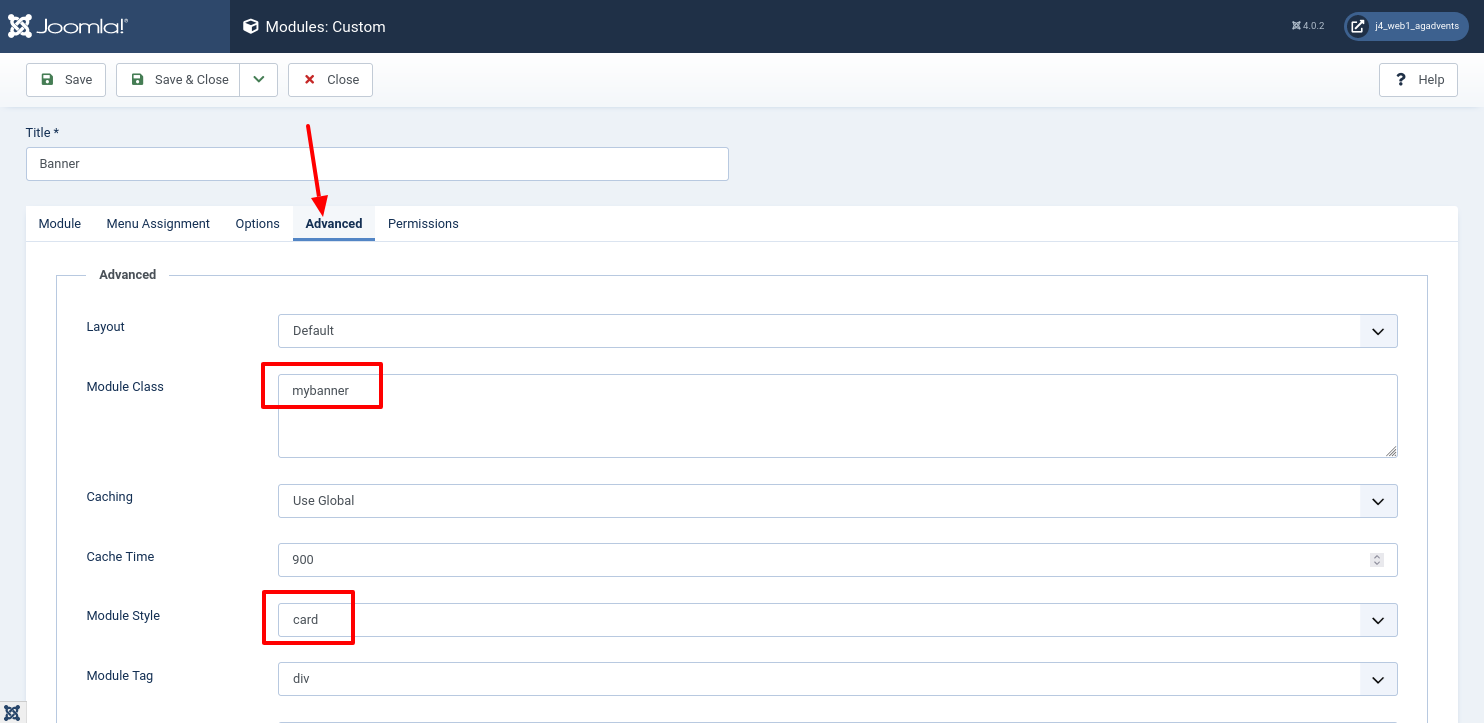 Joomla!® Modules: Custom 4.0.2 j4_web1_agadvents
Save Save & Close Close ? Help
Title *
Banner
Module Menu Assignment Options Advanced Permissions
Advanced
Layout Default
Module Class mybanner
Caching Use Global
Cache Time 900
Module Style card
Module Tag div